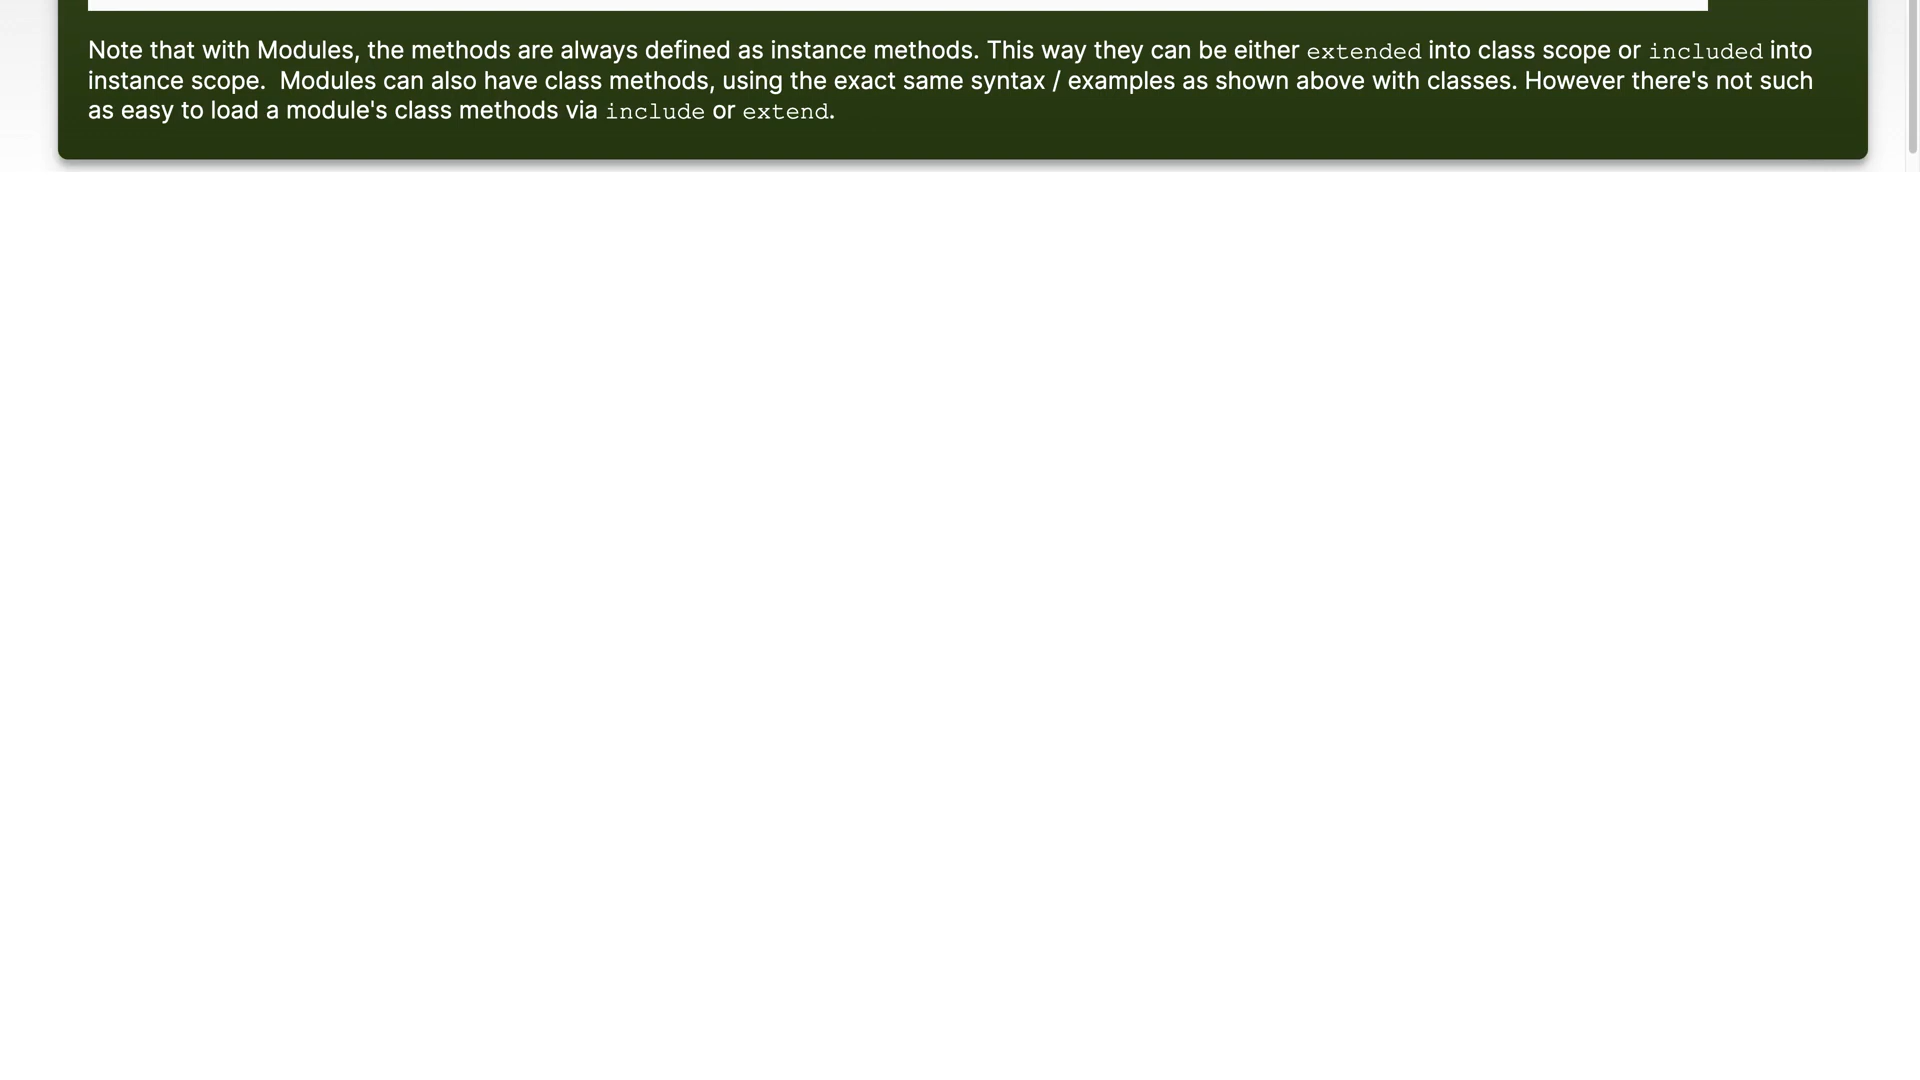 Note that with Modules, the methods are always defined as instance methods. This way they can be either extended into class scope or included into
instance scope.  Modules can also have class methods, using the exact same syntax / examples as shown above with classes. However there's not such
as easy to load a module's class methods via include or extend.